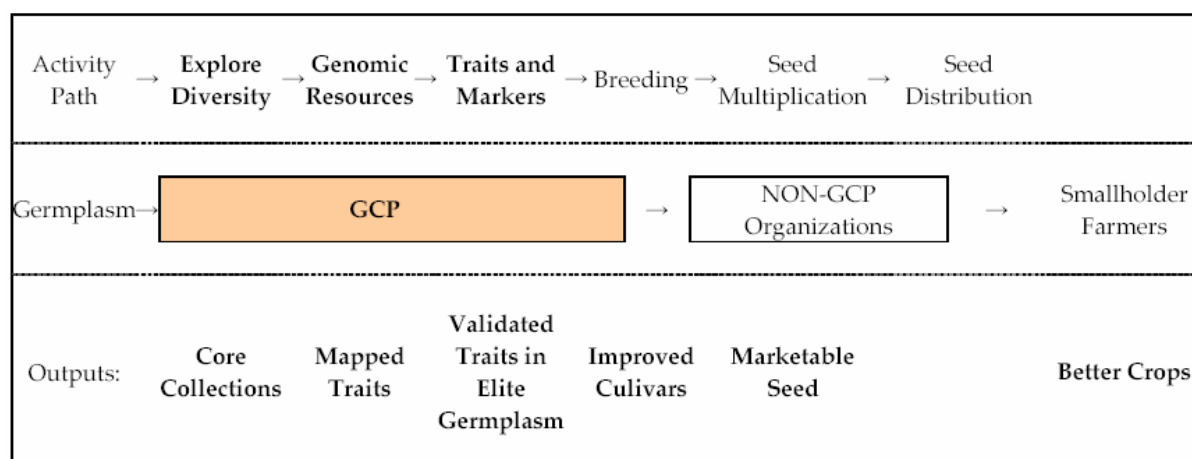 Activity Path → Explore Diversity → Genomic Resources → Traits and Markers → Breeding → Seed Multiplication → Seed Distribution
Germplasm → GCP → NON-GCP Organizations → Smallholder Farmers
Outputs: Core Collections Mapped Traits Validated Traits in Elite Germplasm Improved Culivars Marketable Seed Better Crops